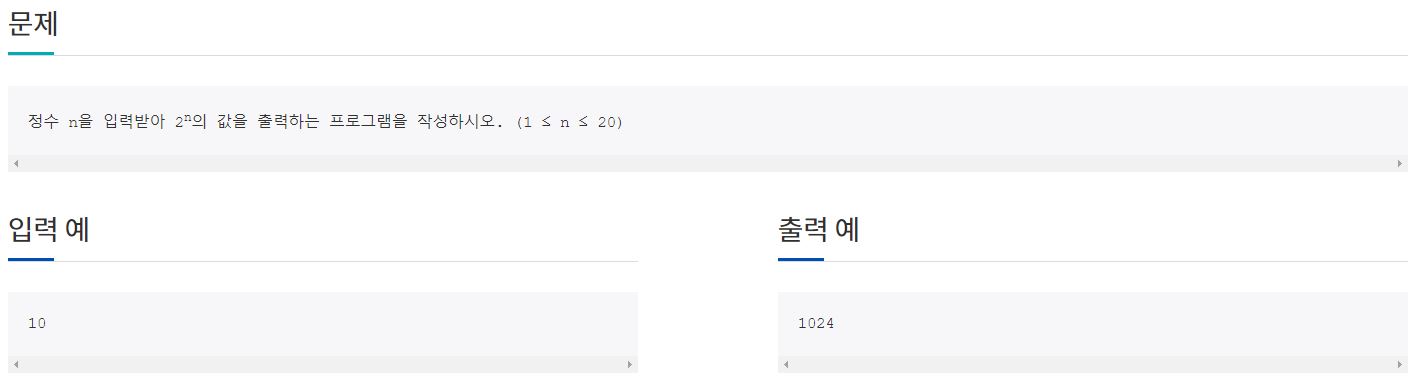 문제
정수 n을 입력받아 2ⁿ의 값을 출력하는 프로그램을 작성하시오. (1 ≤ n ≤ 20)
입력 예
출력 예
10
1024